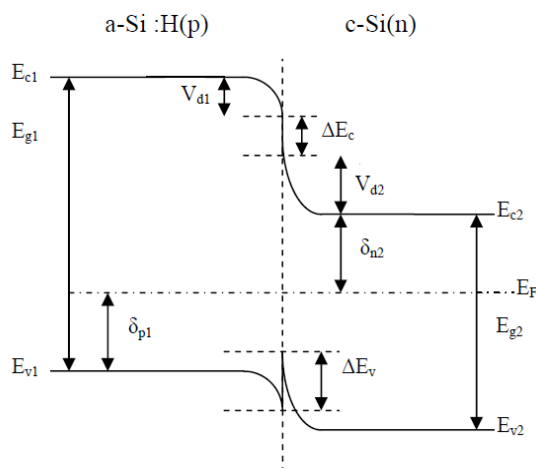 a-Si :H(p) c-Si(n)
Ec1
Vd1
Eg1
ΔEc
Vd2
Ec2
δn2
EF
δp1
Eg2
Ev1
ΔEv
Ev2